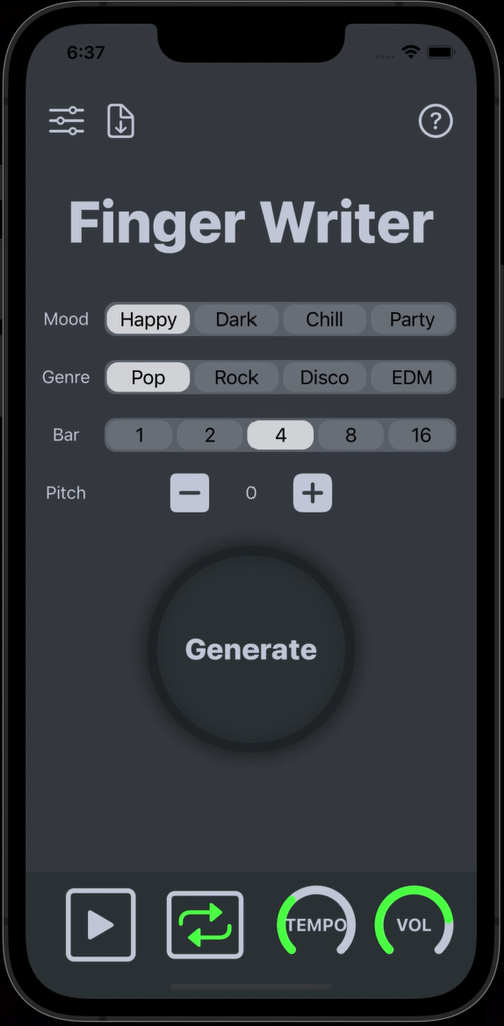 6:37
Finger Writer
Mood Happy Dark Chill Party
Genre Pop Rock Disco EDM
Bar 1 2 4 8 16
Pitch 0
Generate
TEMPO VOL